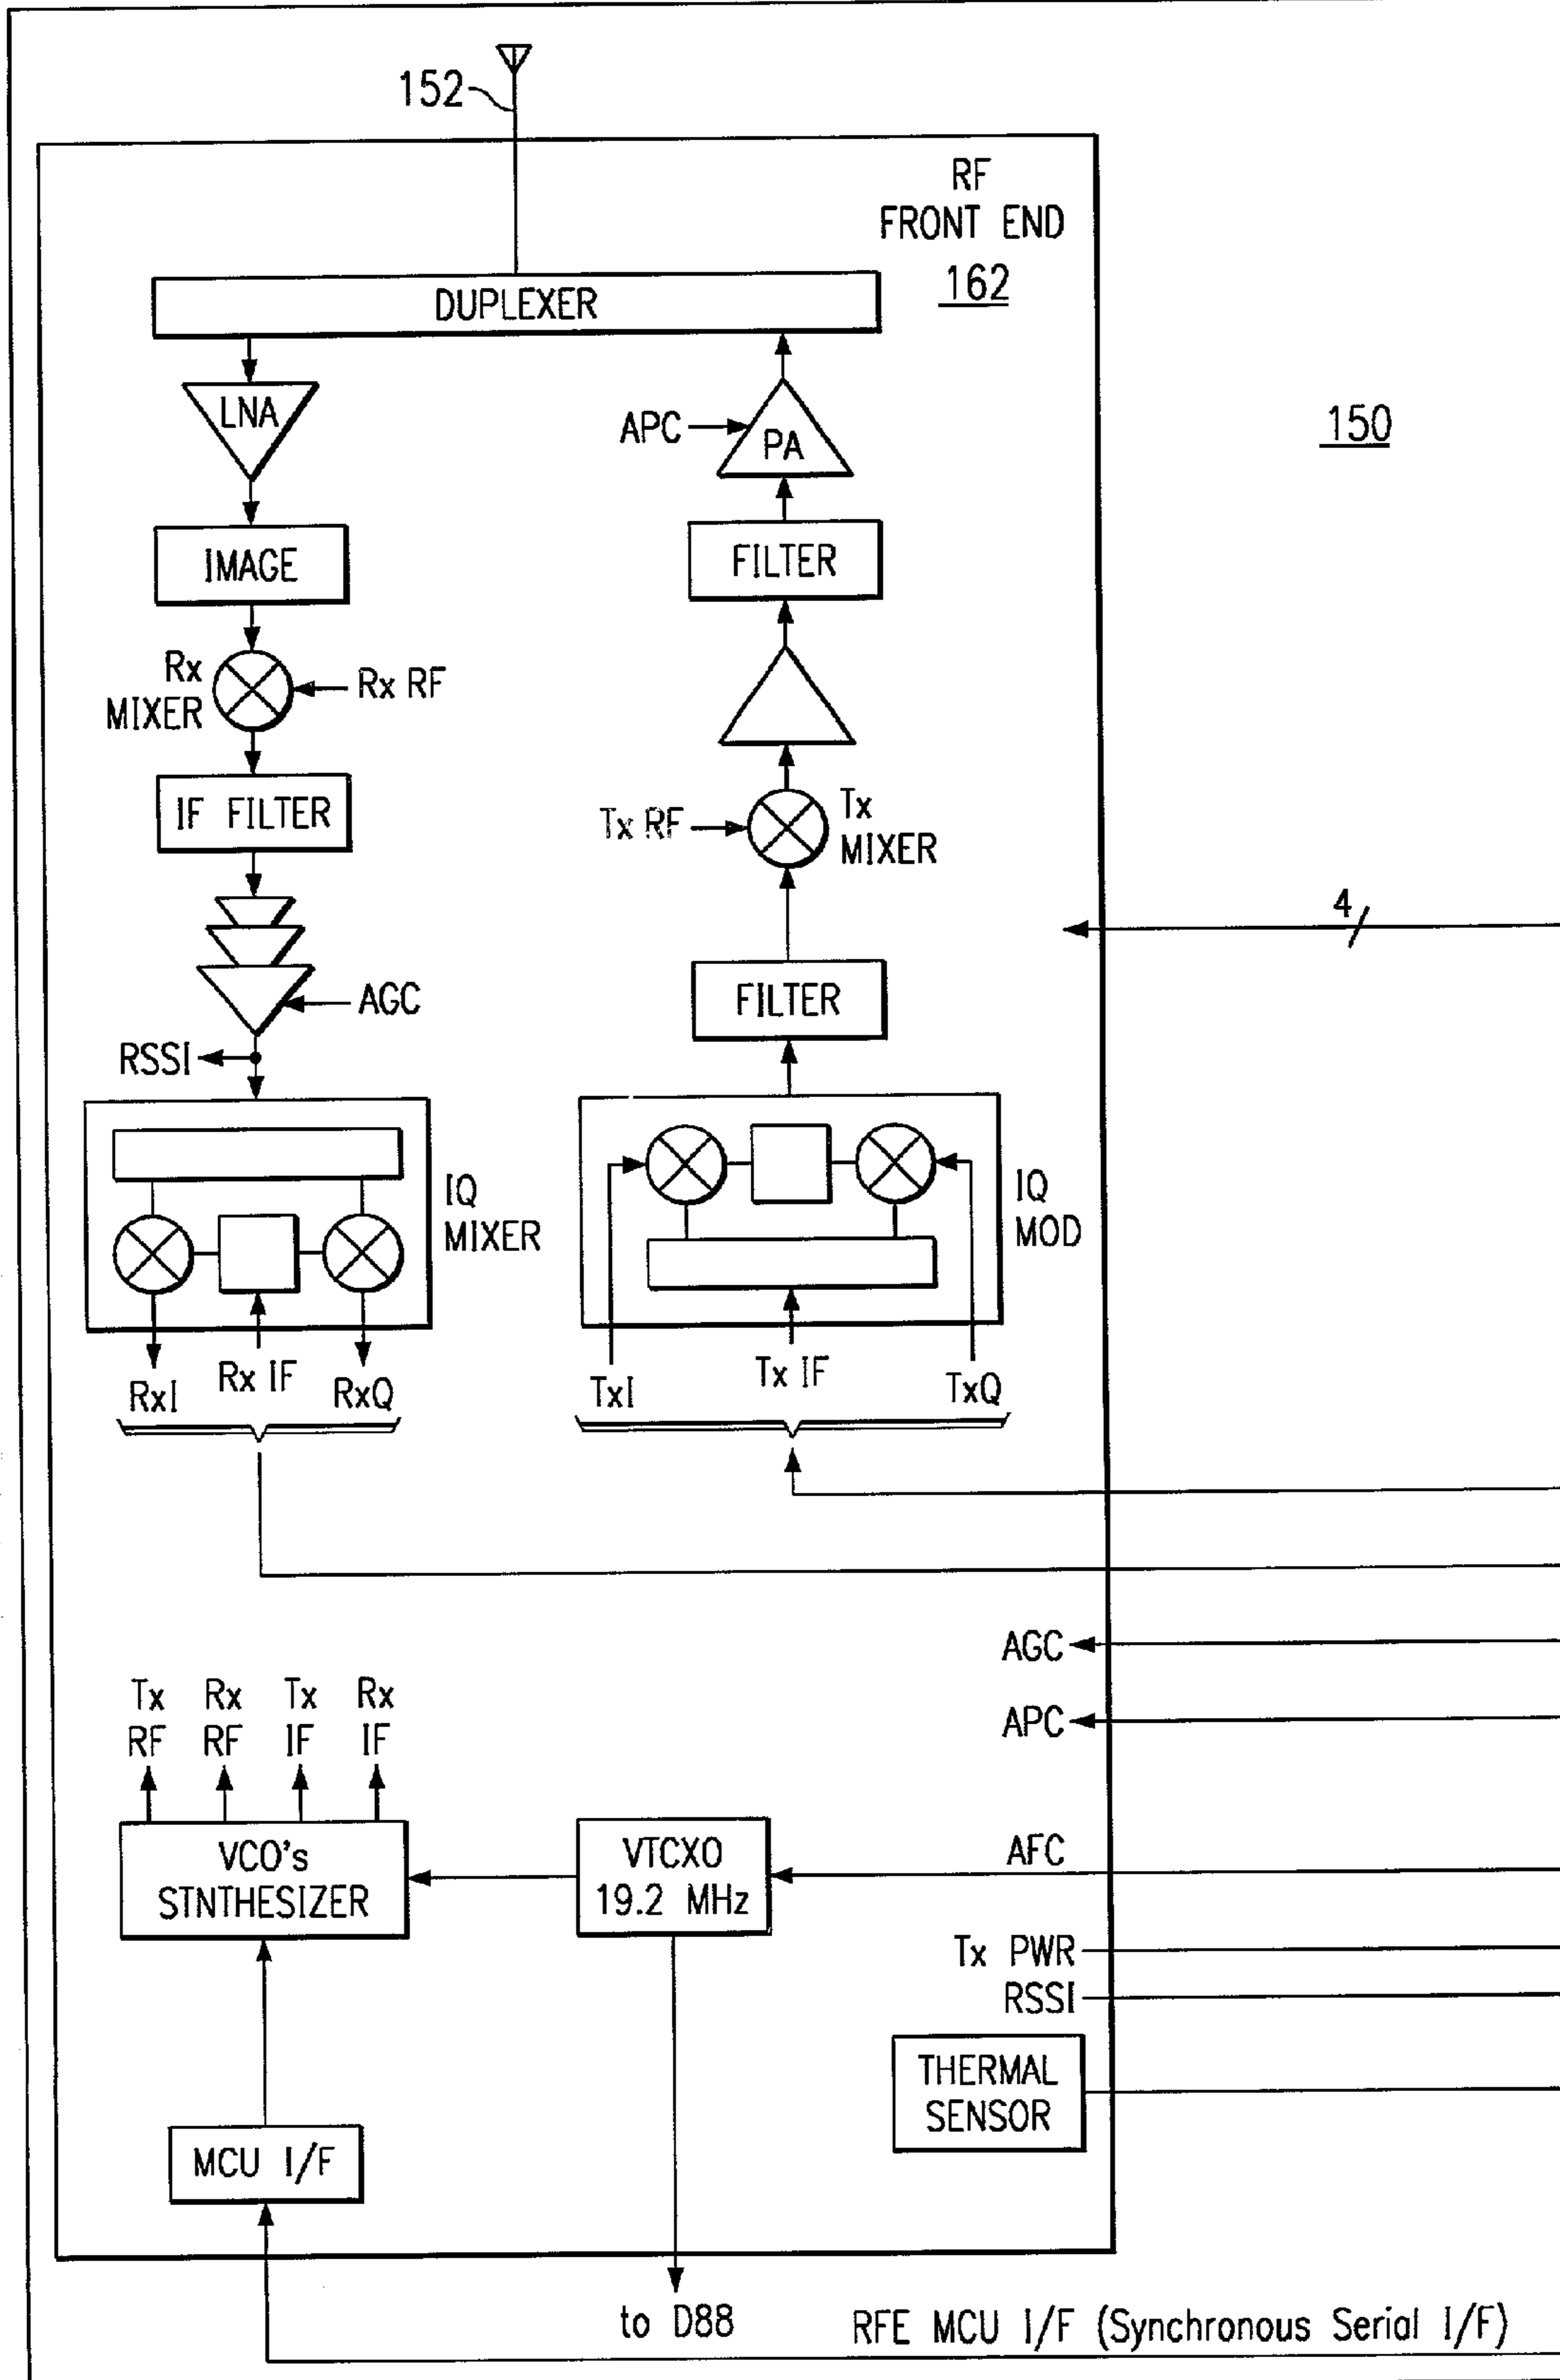 152
RF
FRONT END
162
DUPLEXER
LNA
APC
PA
150
IMAGE
FILTER
Rx
MIXER
Rx RF
IF FILTER
Tx RF
Tx
MIXER
4
AGC
FILTER
RSSI
IQ
MIXER
IQ
MOD
RxI
Rx IF
RxQ
TxI
Tx IF
TxQ
AGC
Tx
RF
Rx
RF
Tx
IF
Rx
IF
APC
VCO's
STNTHESIZER
VTCXO
19.2 MHz
AFC
Tx PWR
RSSI
THERMAL
SENSOR
MCU I/F
to D88
RFE MCU I/F (Synchronous Serial I/F)